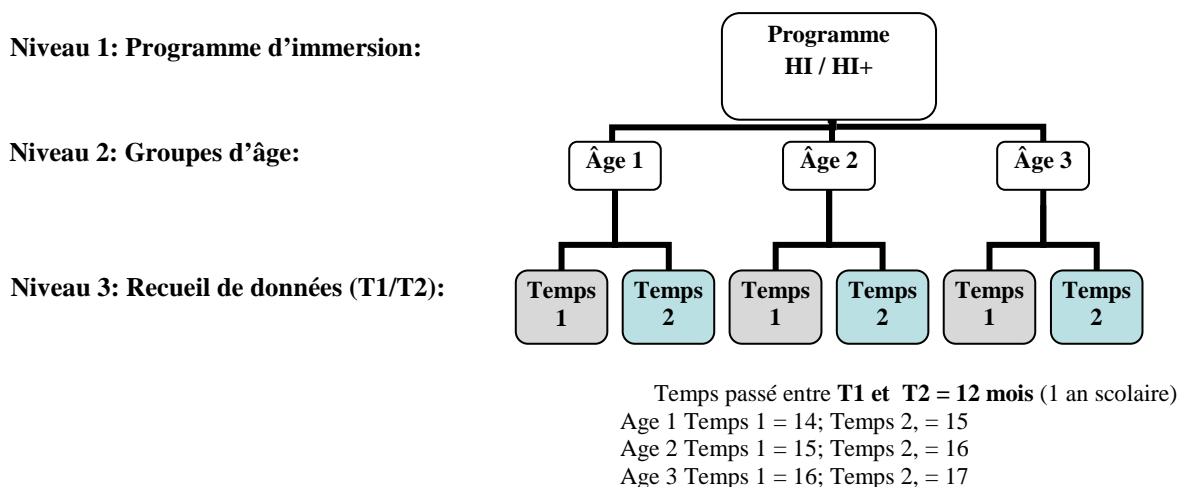 Niveau 1: Programme d'immersion:
Programme
HI / HI+
Niveau 2: Groupes d'âge:
Âge 1
Âge 2
Âge 3
Niveau 3: Recueil de données (T1/T2):
Temps
1
Temps
2
Temps
1
Temps
2
Temps
1
Temps
2
Temps passé entre T1 et T2 = 12 mois (1 an scolaire)
Age 1 Temps 1 = 14; Temps 2, = 15
Age 2 Temps 1 = 15; Temps 2, = 16
Age 3 Temps 1 = 16; Temps 2, = 17